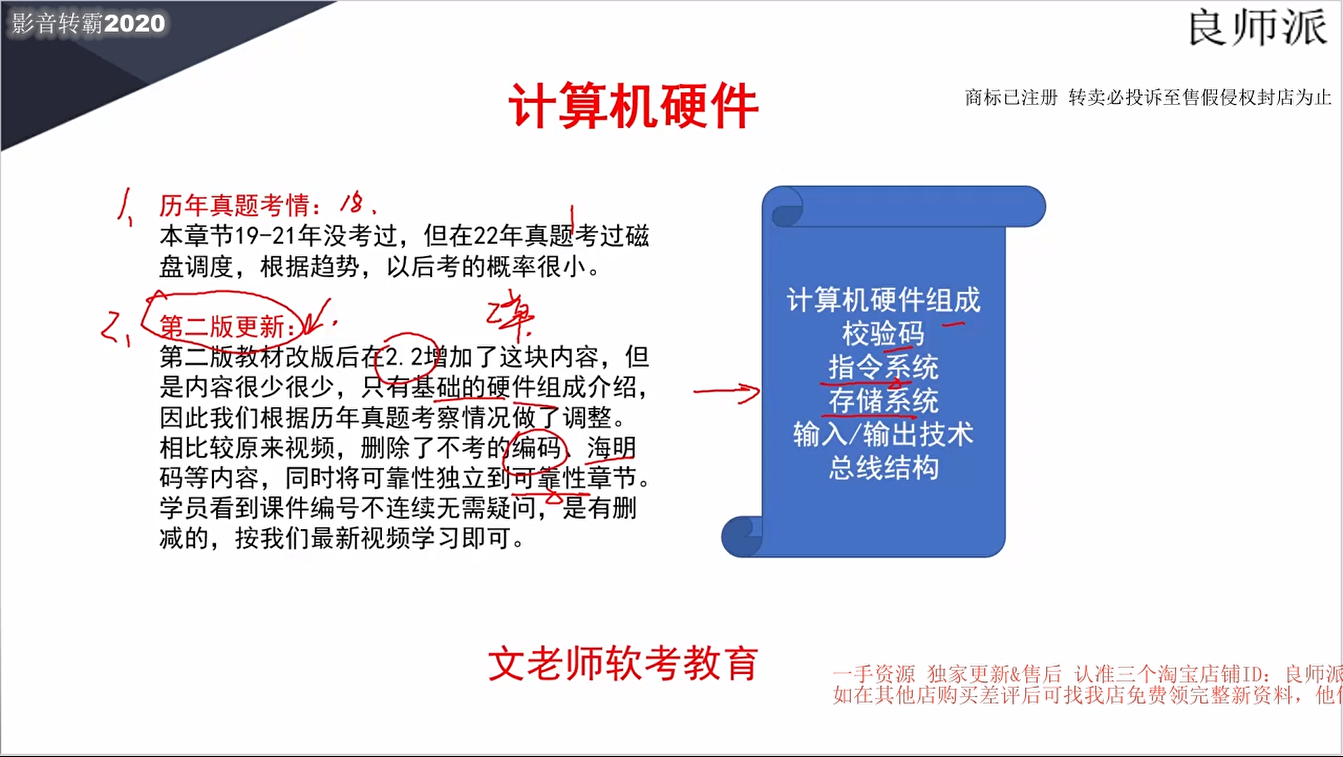 影音转霸2020
良师派
计算机硬件
商标已注册 转卖必投诉至售假侵权封店为止
1、
历年真题考情：18.
本章节19-21年没考过，但在22年真题考过磁
盘调度，根据趋势，以后考的概率很小。
2、
第二版更新：
2章
第二版教材改版后在2.2增加了这块内容，但
是内容很少很少，只有基础的硬件组成介绍，
因此我们根据历年真题考察情况做了调整。
相比较原来视频，删除了不考的编码、海明
码等内容，同时将可靠性独立到可靠性章节。
学员看到课件编号不连续无需疑问，是有删
减的，按我们最新视频学习即可。
计算机硬件组成
校验码
指令系统
存储系统
输入/输出技术
总线结构
文老师软考教育
一手资源 独家更新&售后 认准三个淘宝店铺ID：良师派
如在其他店购买差评后可找我店免费领完整新资料，他